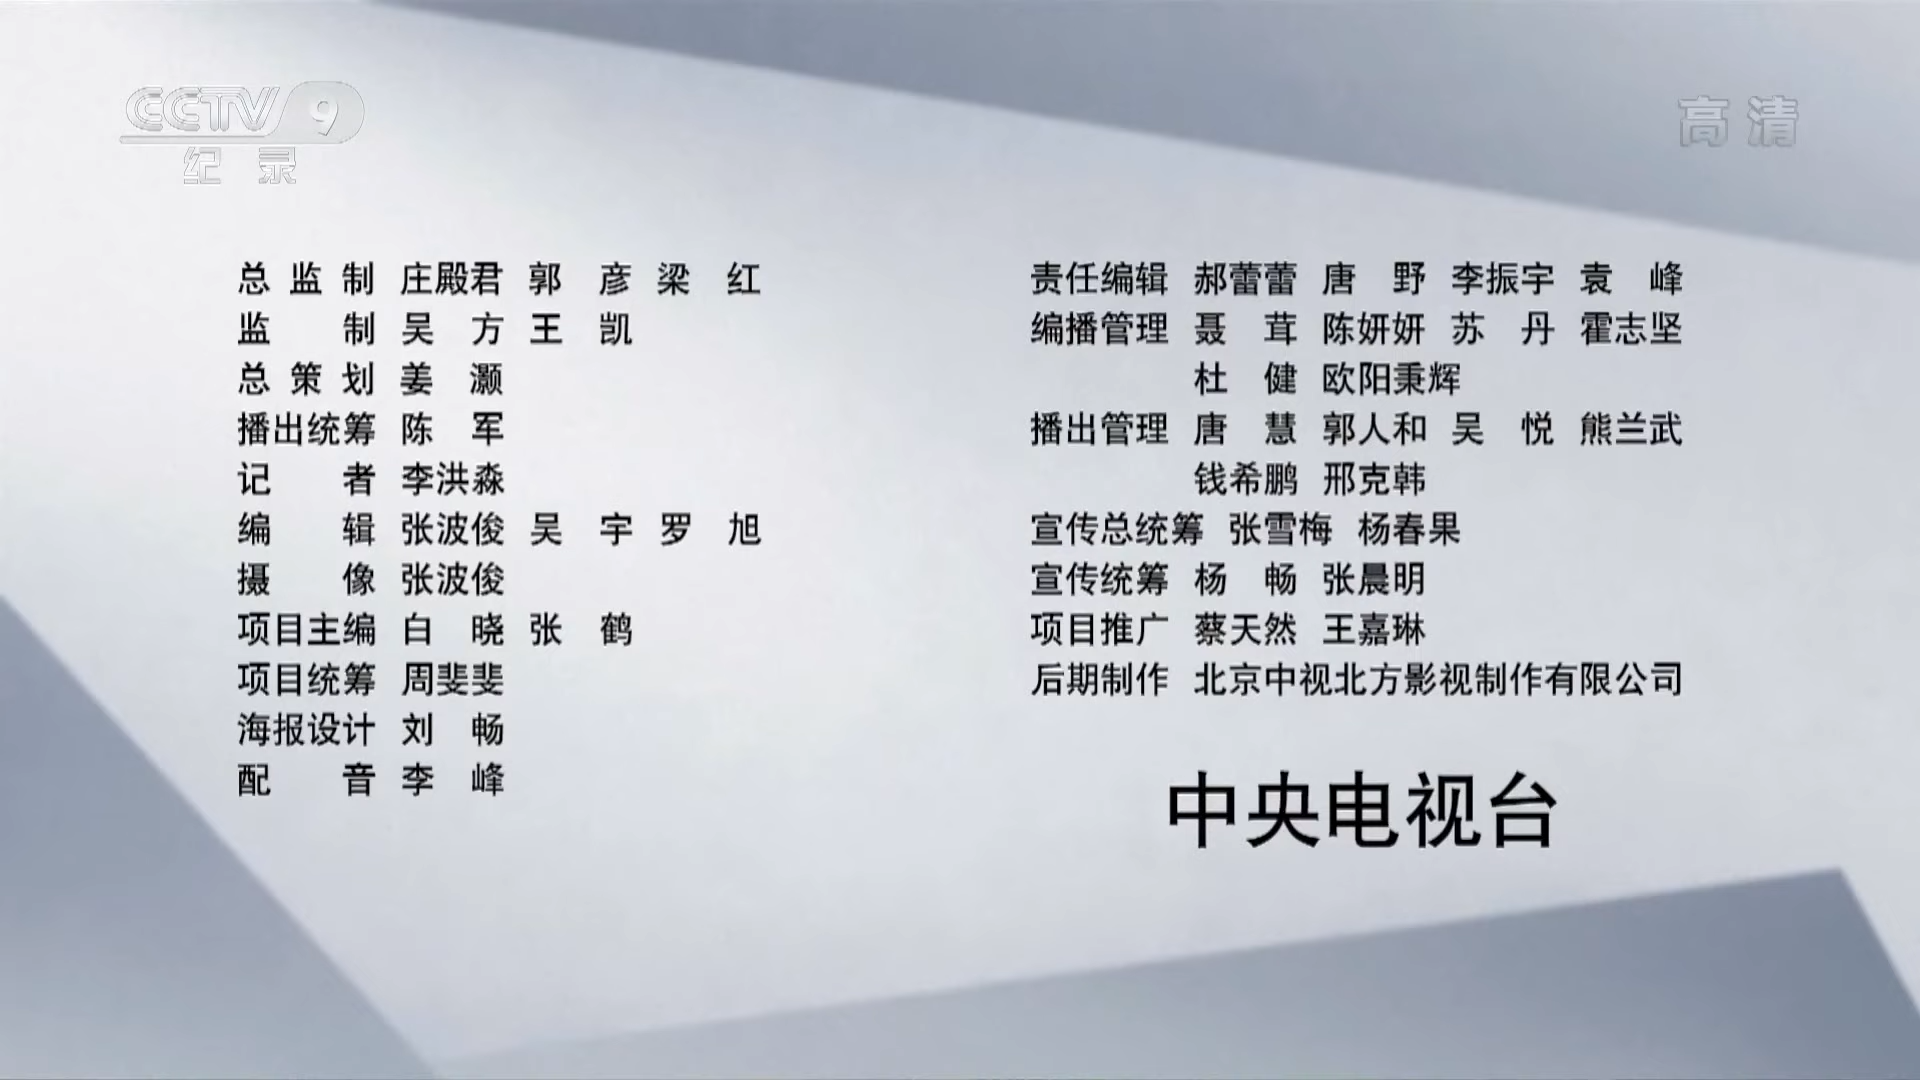 CCTV 9
纪 录
高 清
总 监 制 庄殿君 郭 彦 梁 红
监 制 吴 方 王 凯
总 策 划 姜 灏
播出统筹 陈 军
记 者 李洪淼
编 辑 张波俊 吴 宇 罗 旭
摄 像 张波俊
项目主编 白 晓 张 鹤
项目统筹 周斐斐
海报设计 刘 畅
配 音 李 峰
责任编辑 郝蕾蕾 唐 野 李振宇 袁 峰
编播管理 聂 茸 陈妍妍 苏 丹 霍志坚
杜 健 欧阳秉辉
播出管理 唐 慧 郭人和 吴 悦 熊兰武
钱希鹏 邢克韩
宣传总统筹 张雪梅 杨春果
宣传统筹 杨 畅 张晨明
项目推广 蔡天然 王嘉琳
后期制作 北京中视北方影视制作有限公司
中央电视台